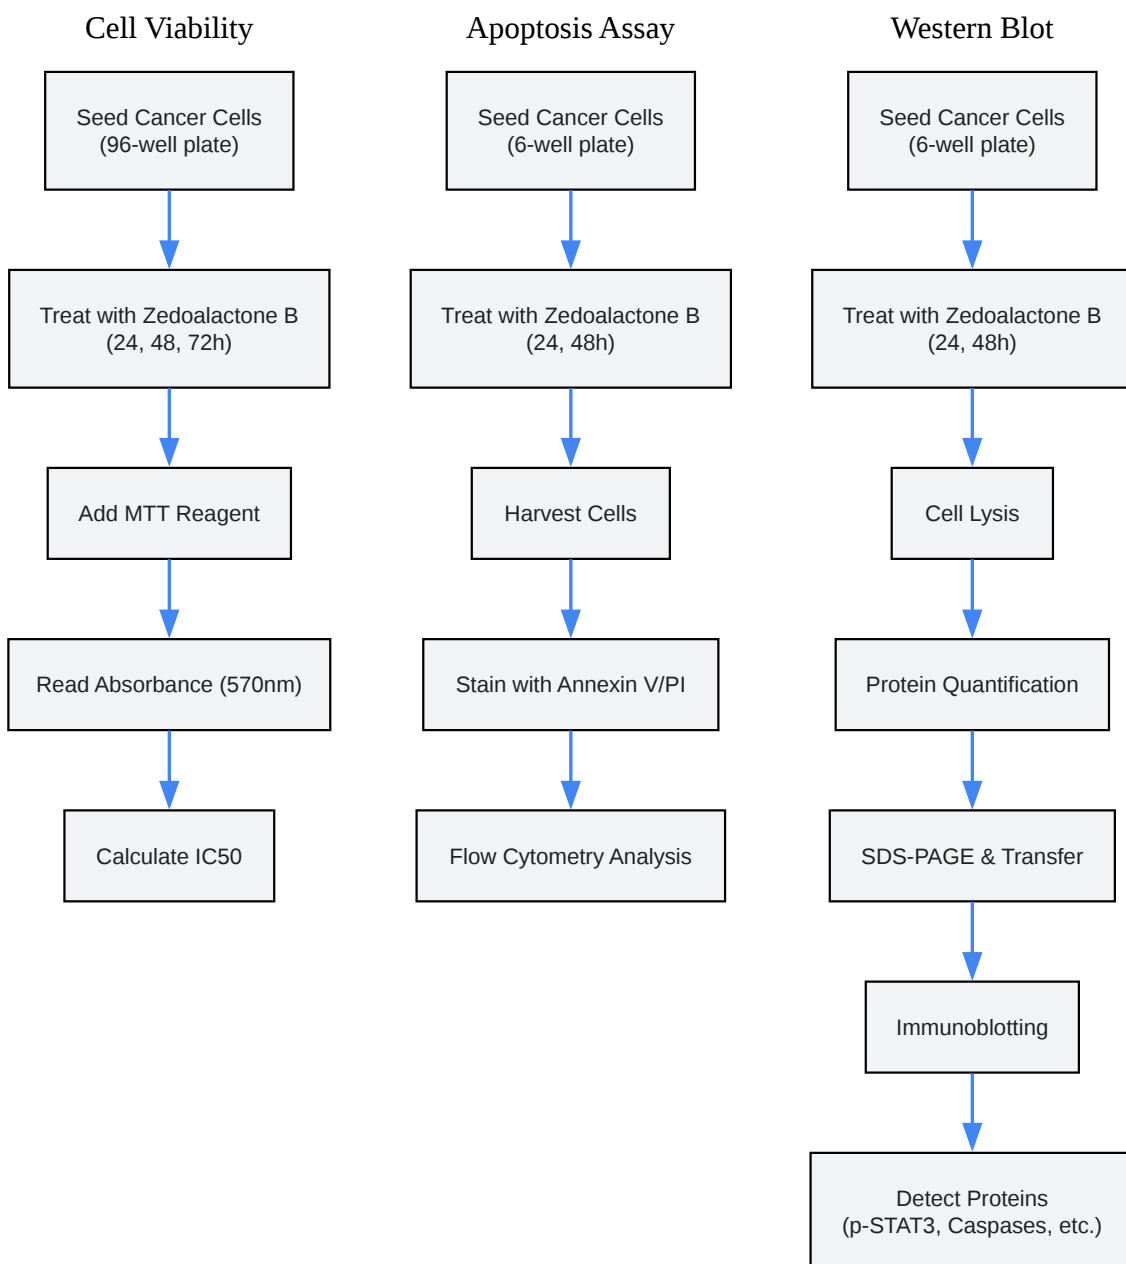 Cell Viability
Seed Cancer Cells
(96-well plate)
Treat with Zedoalactone B
(24, 48, 72h)
Add MTT Reagent
Read Absorbance (570nm)
Calculate IC50
Apoptosis Assay
Seed Cancer Cells
(6-well plate)
Treat with Zedoalactone B
(24, 48h)
Harvest Cells
Stain with Annexin V/PI
Flow Cytometry Analysis
Western Blot
Seed Cancer Cells
(6-well plate)
Treat with Zedoalactone B
(24, 48h)
Cell Lysis
Protein Quantification
SDS-PAGE & Transfer
Immunoblotting
Detect Proteins
(p-STAT3, Caspases, etc.)